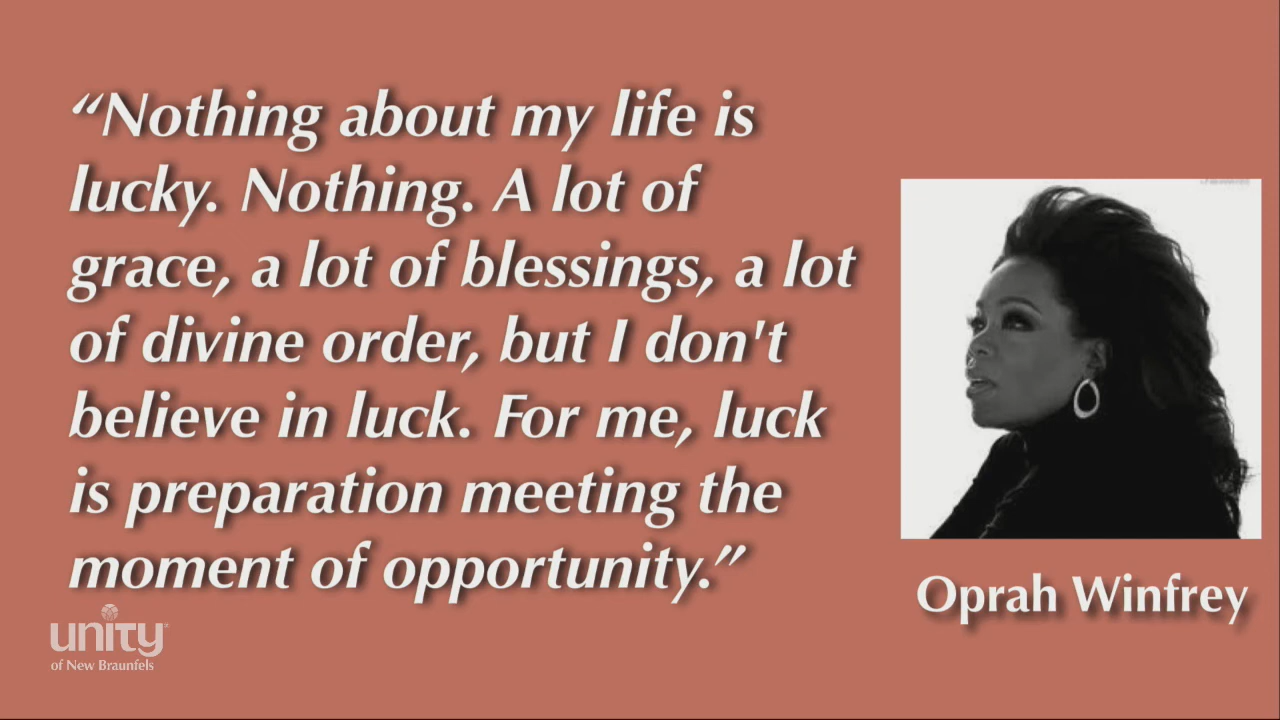 “Nothing about my life is
lucky. Nothing. A lot of
grace, a lot of blessings, a lot
of divine order, but I don't
believe in luck. For me, luck
is preparation meeting the
moment of opportunity.”
Oprah Winfrey
unity®
of New Braunfels